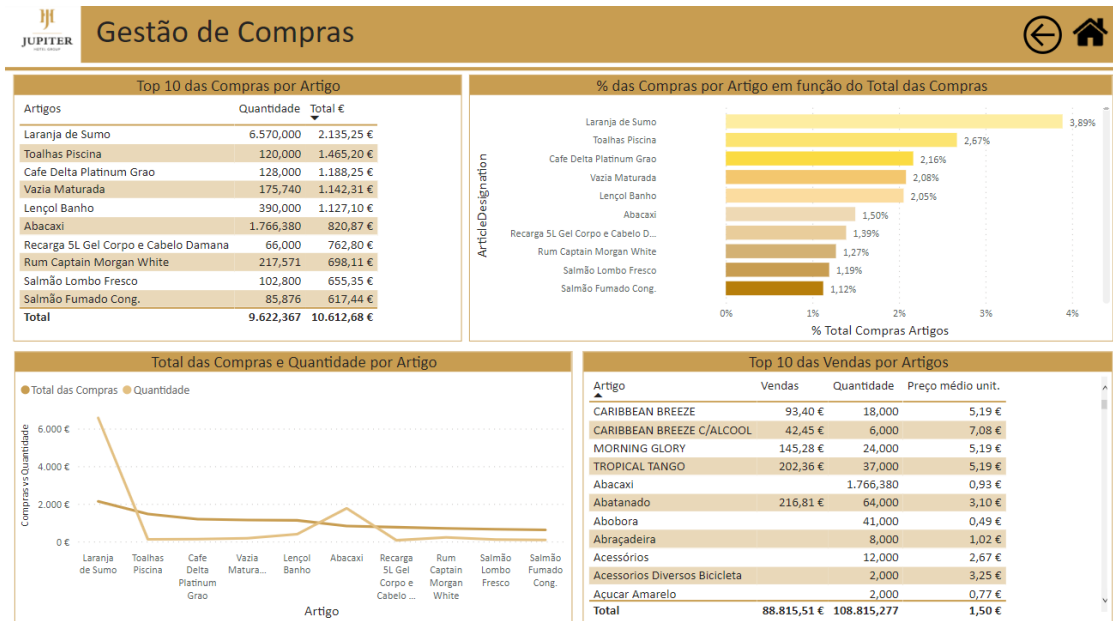 JUPITER
HOTEL GROUP
Gestão de Compras
Top 10 das Compras por Artigo
Artigos Quantidade Total €
Laranja de Sumo 6.570,000 2.135,25 €
Toalhas Piscina 120,000 1.465,20 €
Cafe Delta Platinum Grao 128,000 1.188,25 €
Vazia Maturada 175,740 1.142,31 €
Lençol Banho 390,000 1.127,10 €
Abacaxi 1.766,380 820,87 €
Recarga 5L Gel Corpo e Cabelo Damana 66,000 762,80 €
Rum Captain Morgan White 217,571 698,11 €
Salmão Lombo Fresco 102,800 655,35 €
Salmão Fumado Cong. 85,876 617,44 €
Total 9.622,367 10.612,68 €
% das Compras por Artigo em função do Total das Compras
ArticleDesignation
Laranja de Sumo 3,89%
Toalhas Piscina 2,67%
Cafe Delta Platinum Grao 2,16%
Vazia Maturada 2,08%
Lençol Banho 2,05%
Abacaxi 1,50%
Recarga 5L Gel Corpo e Cabelo D... 1,39%
Rum Captain Morgan White 1,27%
Salmão Lombo Fresco 1,19%
Salmão Fumado Cong. 1,12%
0% 1% 2% 3% 4%
% Total Compras Artigos
Total das Compras e Quantidade por Artigo
Total das Compras Quantidade
Compras vs Quantidade
6.000 €
4.000 €
2.000 €
0 €
Laranja Toalhas Cafe Vazia Lençol Abacaxi Recarga Rum Salmão Salmão
de Sumo Piscina Delta Matura... Banho 5L Gel Captain Lombo Fumado
Platinum Corpo e Morgan Fresco Cong.
Grao Cabelo ... White
Artigo
Top 10 das Vendas por Artigos
Artigo Vendas Quantidade Preço médio unit.
CARIBBEAN BREEZE 93,40 € 18,000 5,19 €
CARIBBEAN BREEZE C/ALCOOL 42,45 € 6,000 7,08 €
MORNING GLORY 145,28 € 24,000 5,19 €
TROPICAL TANGO 202,36 € 37,000 5,19 €
Abacaxi 1.766,380 0,93 €
Abatanado 216,81 € 64,000 3,10 €
Abobora 41,000 0,49 €
Abraçadeira 8,000 1,02 €
Acessórios 12,000 2,67 €
Acessorios Diversos Bicicleta 2,000 3,25 €
Açucar Amarelo 2,000 0,77 €
Total 88.815,51 € 108.815,277 1,50 €